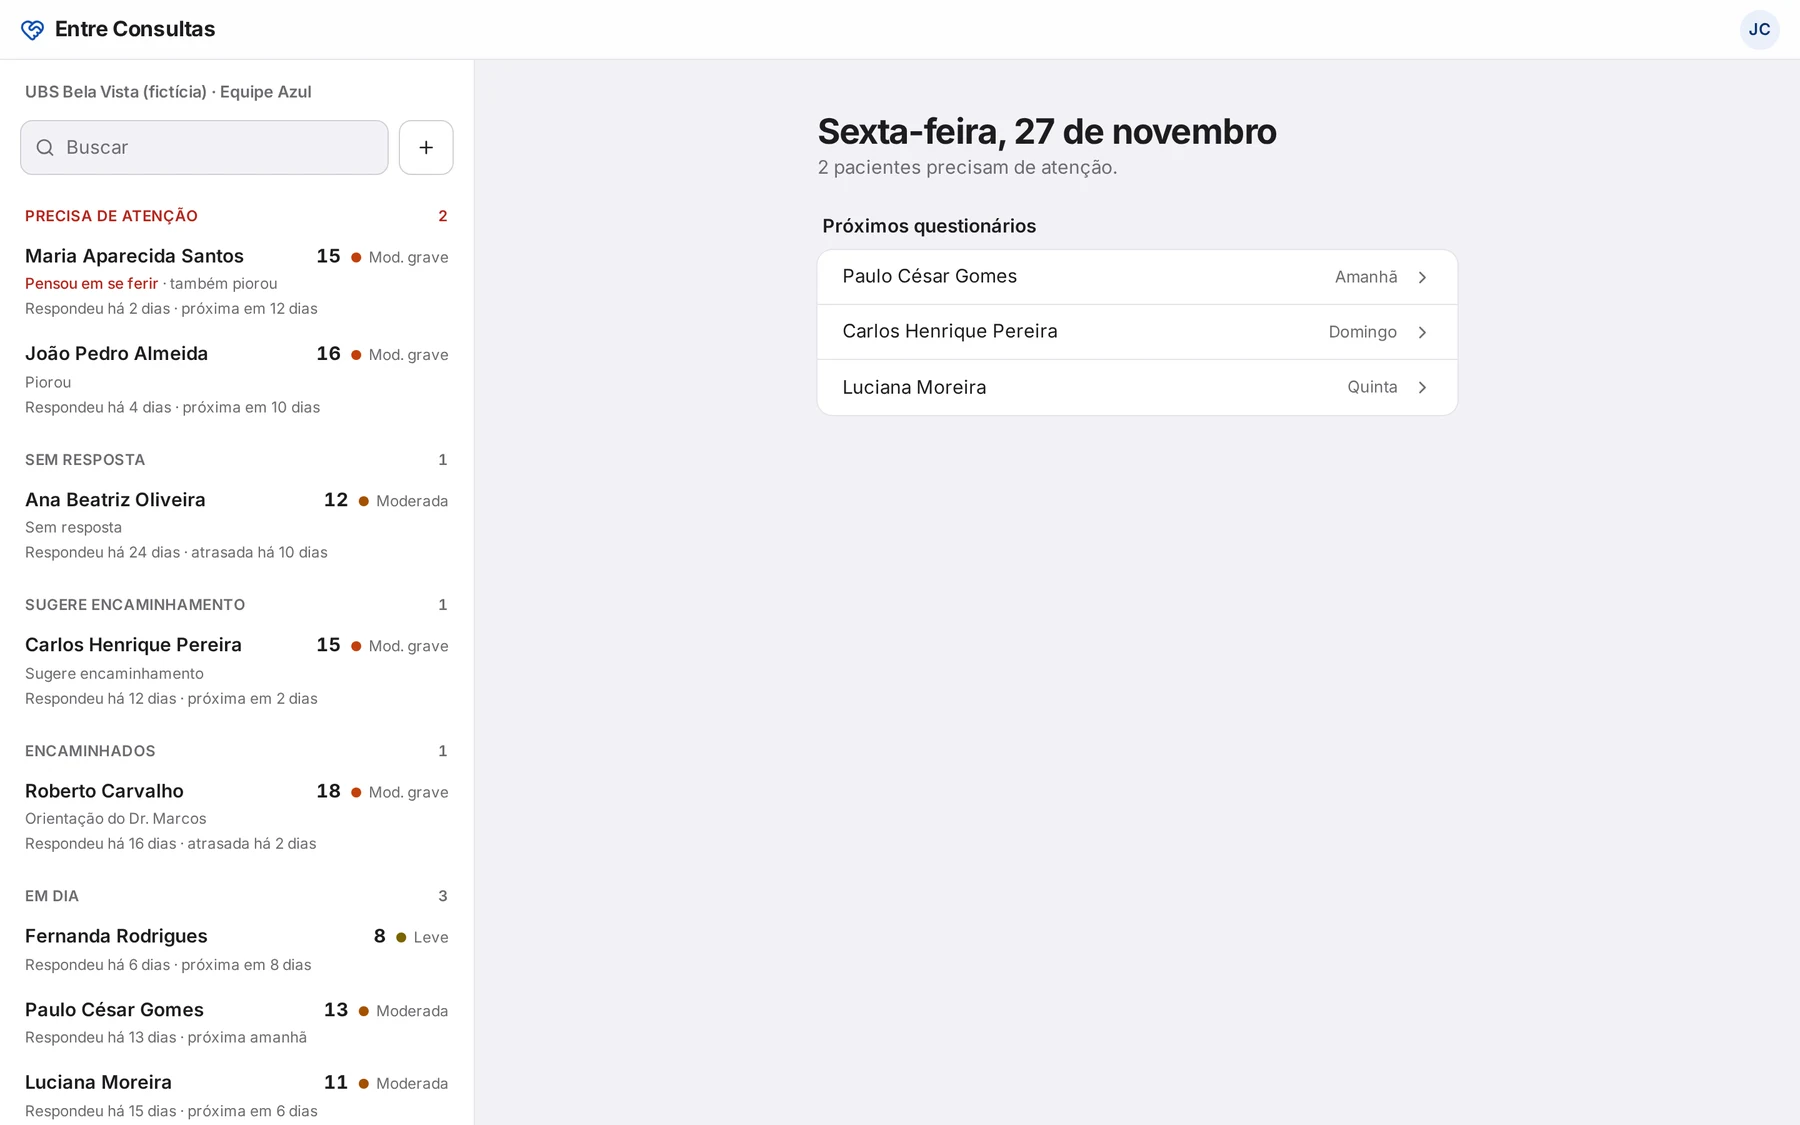 Entre Consultas
JC
UBS Bela Vista (fictícia) · Equipe Azul
Buscar
+
PRECISA DE ATENÇÃO 2
Maria Aparecida Santos 15 Mod. grave
Pensou em se ferir · também piorou
Respondeu há 2 dias · próxima em 12 dias
João Pedro Almeida 16 Mod. grave
Piorou
Respondeu há 4 dias · próxima em 10 dias
SEM RESPOSTA 1
Ana Beatriz Oliveira 12 Moderada
Sem resposta
Respondeu há 24 dias · atrasada há 10 dias
SUGERE ENCAMINHAMENTO 1
Carlos Henrique Pereira 15 Mod. grave
Sugere encaminhamento
Respondeu há 12 dias · próxima em 2 dias
ENCAMINHADOS 1
Roberto Carvalho 18 Mod. grave
Orientação do Dr. Marcos
Respondeu há 16 dias · atrasada há 2 dias
EM DIA 3
Fernanda Rodrigues 8 Leve
Respondeu há 6 dias · próxima em 8 dias
Paulo César Gomes 13 Moderada
Respondeu há 13 dias · próxima amanhã
Luciana Moreira 11 Moderada
Respondeu há 15 dias · próxima em 6 dias
Sexta-feira, 27 de novembro
2 pacientes precisam de atenção.
Próximos questionários
Paulo César Gomes Amanhã
Carlos Henrique Pereira Domingo
Luciana Moreira Quinta